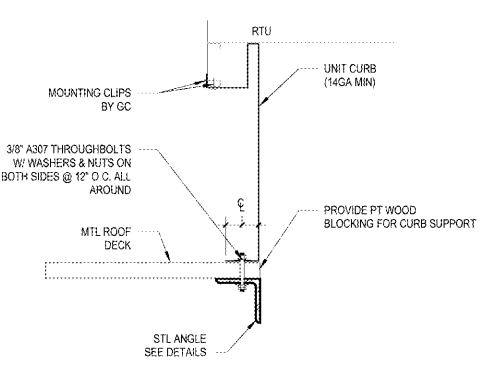 RTU
UNIT CURB
(14GA MIN)
MOUNTING CLIPS
BY GC
3/8" A307 THROUGHBOLTS
W/ WASHERS & NUTS ON
BOTH SIDES @ 12" O.C. ALL
AROUND
℄
PROVIDE PT WOOD
BLOCKING FOR CURB SUPPORT
MTL ROOF
DECK
STL ANGLE
SEE DETAILS